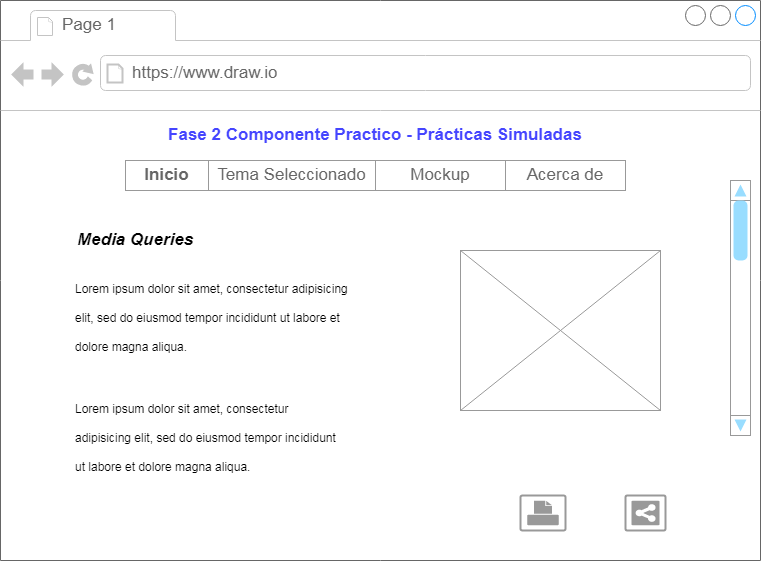 Page 1
https://www.draw.io
Fase 2 Componente Practico - Prácticas Simuladas
Inicio Tema Seleccionado Mockup Acerca de
Media Queries
Lorem ipsum dolor sit amet, consectetur adipisicing
elit, sed do eiusmod tempor incididunt ut labore et
dolore magna aliqua.
Lorem ipsum dolor sit amet, consectetur
adipisicing elit, sed do eiusmod tempor incididunt
ut labore et dolore magna aliqua.